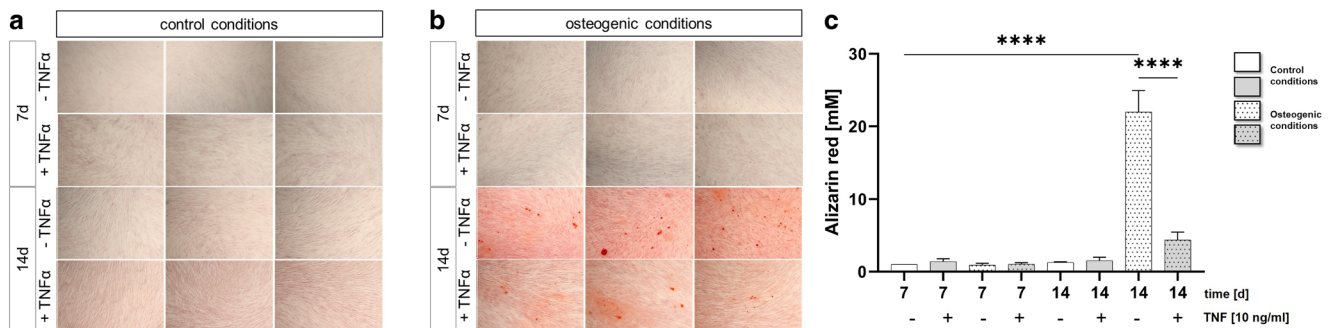 a
control conditions
7d
14d
- TNFα
+ TNFα
- TNFα
+ TNFα
b
osteogenic conditions
7d
14d
- TNFα
+ TNFα
- TNFα
+ TNFα
c
Alizarin red [mM]
30
20
10
0
****
****
Control
conditions
Osteogenic
conditions
7 7 7 7 14 14 14 14 time [d]
- + - + - + - + TNF [10 ng/ml]